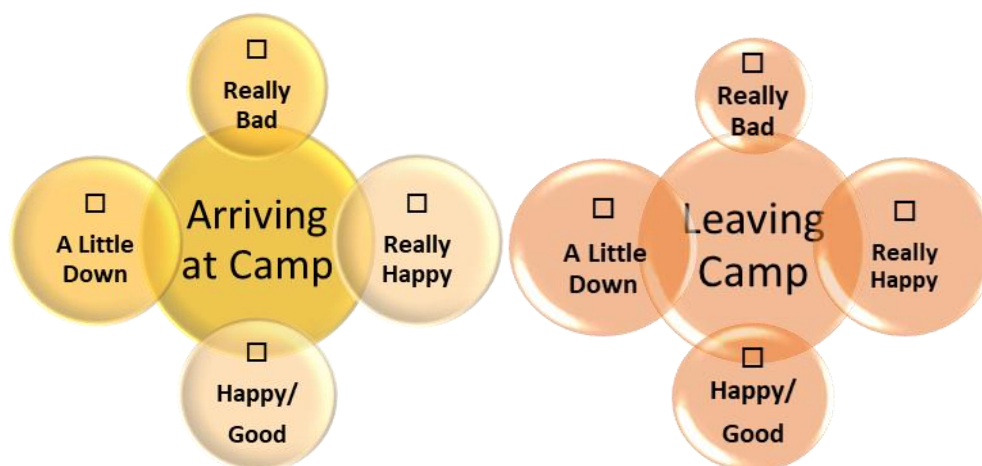 ☐
Really
Bad
☐
A Little
Down
Arriving
at Camp
☐
Really
Happy
☐
Happy/
Good
☐
Really
Bad
☐
A Little
Down
Leaving
Camp
☐
Really
Happy
☐
Happy/
Good